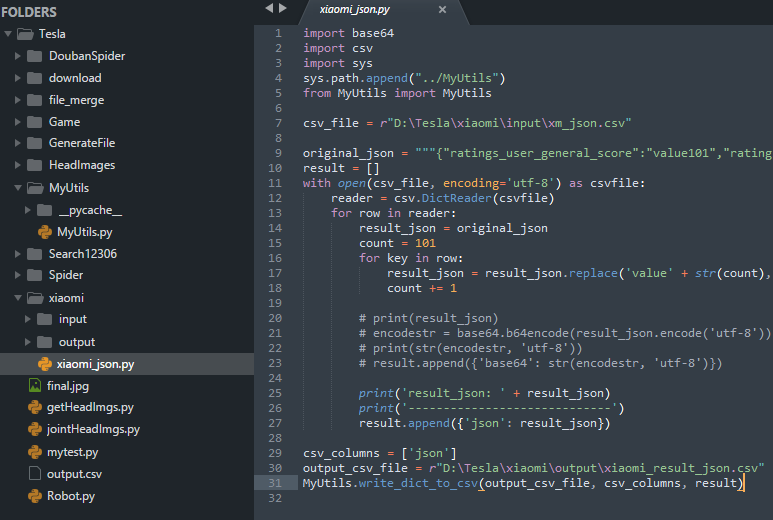 FOLDERS
Tesla
DoubanSpider
download
file_merge
Game
GenerateFile
HeadImages
MyUtils
__pycache__
MyUtils.py
Search12306
Spider
xiaomi
input
output
xiaomi_json.py
final.jpg
getHeadImgs.py
jointHeadImgs.py
mytest.py
output.csv
Robot.py
xiaomi_json.py ×
1 import base64
2 import csv
3 import sys
4 sys.path.append("../MyUtils")
5 from MyUtils import MyUtils
6
7 csv_file = r"D:\Tesla\xiaomi\input\xm_json.csv"
8
9 original_json = """{"ratings_user_general_score":"value101","rating
10 result = []
11 with open(csv_file, encoding='utf-8') as csvfile:
12     reader = csv.DictReader(csvfile)
13     for row in reader:
14         result_json = original_json
15         count = 101
16         for key in row:
17             result_json = result_json.replace('value' + str(count),
18             count += 1
19
20         # print(result_json)
21         # encodestr = base64.b64encode(result_json.encode('utf-8'))
22         # print(str(encodestr, 'utf-8'))
23         # result.append({'base64': str(encodestr, 'utf-8')})
24
25         print('result_json: ' + result_json)
26         print('-----------------------------')
27         result.append({'json': result_json})
28
29 csv_columns = ['json']
30 output_csv_file = r"D:\Tesla\xiaomi\output\xiaomi_result_json.csv"
31 MyUtils.write_dict_to_csv(output_csv_file, csv_columns, result)
32